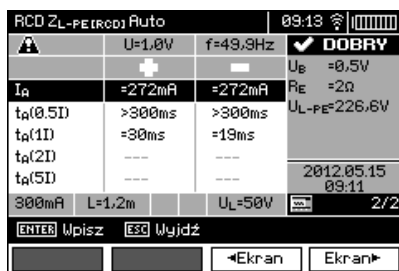 RCD ZL-PE[RCD] Auto 09:13
U=1,0V f=49,9Hz DOBRY
+ −
UB =0,5V
IA =272mA =272mA RE =2Ω
tA(0.5I) >300ms >300ms UL-PE=226,6V
tA(1I) =30ms =19ms
tA(2I) --- ---
tA(5I) --- ---
2012.05.15
09:11
300mA L=1,2m UL=50V 2/2
ENTER Wpisz ESC Wyjdź
◄Ekran Ekran►